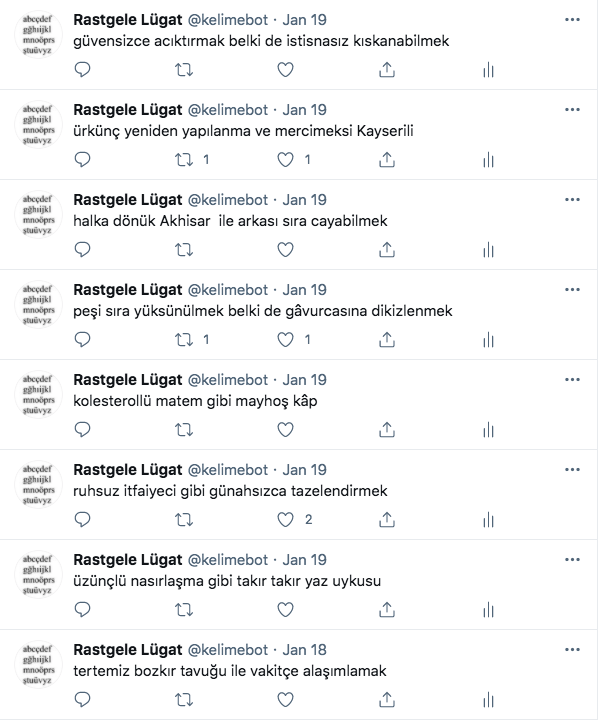 abcçdef
gğhıijkl
mnoöprs
ştuüvyz
Rastgele Lügat @kelimebot · Jan 19
güvensizce acıktırmak belki de istisnasız kıskanabilmek
abcçdef
gğhıijkl
mnoöprs
ştuüvyz
Rastgele Lügat @kelimebot · Jan 19
ürkünç yeniden yapılanma ve mercimeksi Kayserili
1 1
abcçdef
gğhıijkl
mnoöprs
ştuüvyz
Rastgele Lügat @kelimebot · Jan 19
halka dönük Akhisar  ile arkası sıra cayabilmek
abcçdef
gğhıijkl
mnoöprs
ştuüvyz
Rastgele Lügat @kelimebot · Jan 19
peşi sıra yüksünülmek belki de gâvurcasına dikizlenmek
1 1
abcçdef
gğhıijkl
mnoöprs
ştuüvyz
Rastgele Lügat @kelimebot · Jan 19
kolesterollü matem gibi mayhoş kâp
abcçdef
gğhıijkl
mnoöprs
ştuüvyz
Rastgele Lügat @kelimebot · Jan 19
ruhsuz itfaiyeci gibi günahsızca tazelendirmek
2
abcçdef
gğhıijkl
mnoöprs
ştuüvyz
Rastgele Lügat @kelimebot · Jan 19
üzünçlü nasırlaşma gibi takır takır yaz uykusu
abcçdef
gğhıijkl
mnoöprs
ştuüvyz
Rastgele Lügat @kelimebot · Jan 18
tertemiz bozkır tavuğu ile vakitçe alaşımlamak